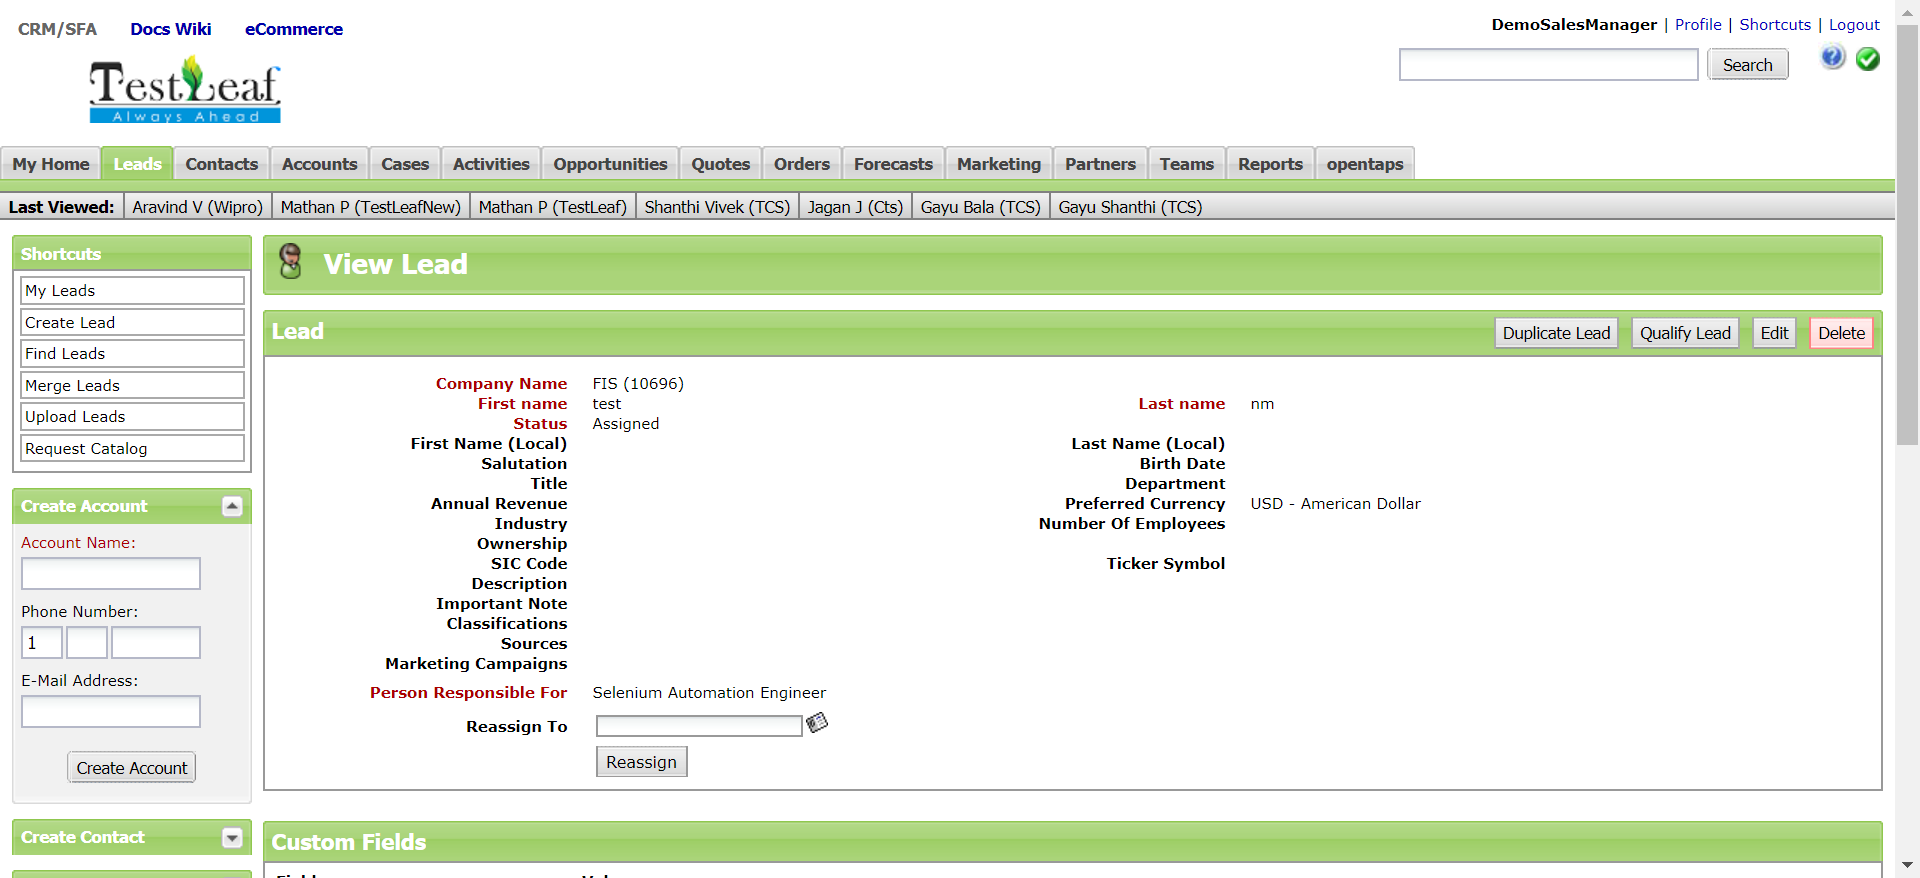 CRM/SFA Docs Wiki eCommerce
DemoSalesManager | Profile | Shortcuts | Logout
Search
TestLeaf
Always Ahead
My Home Leads Contacts Accounts Cases Activities Opportunities Quotes Orders Forecasts Marketing Partners Teams Reports opentaps
Last Viewed: Aravind V (Wipro) Mathan P (TestLeafNew) Mathan P (TestLeaf) Shanthi Vivek (TCS) Jagan J (Cts) Gayu Bala (TCS) Gayu Shanthi (TCS)
Shortcuts
My Leads
Create Lead
Find Leads
Merge Leads
Upload Leads
Request Catalog
Create Account
Account Name:
Phone Number:
1
E-Mail Address:
Create Account
Create Contact
View Lead
Lead
Duplicate Lead Qualify Lead Edit Delete
Company Name FIS (10696)
First name test Last name nm
Status Assigned
First Name (Local) Last Name (Local)
Salutation Birth Date
Title Department
Annual Revenue Preferred Currency USD - American Dollar
Industry Number Of Employees
Ownership
SIC Code Ticker Symbol
Description
Important Note
Classifications
Sources
Marketing Campaigns
Person Responsible For Selenium Automation Engineer
Reassign To
Reassign
Custom Fields